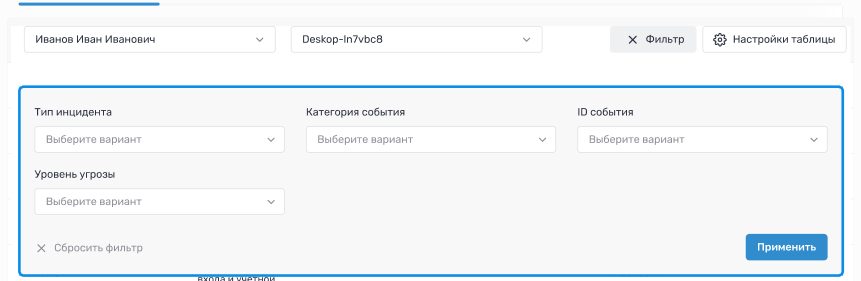 Иванов Иван Иванович
Deskop-ln7vbc8
Фильтр
Настройки таблицы
Тип инцидента
Категория события
ID события
Выберите вариант
Выберите вариант
Выберите вариант
Уровень угрозы
Выберите вариант
Сбросить фильтр
Применить
входа и учетной